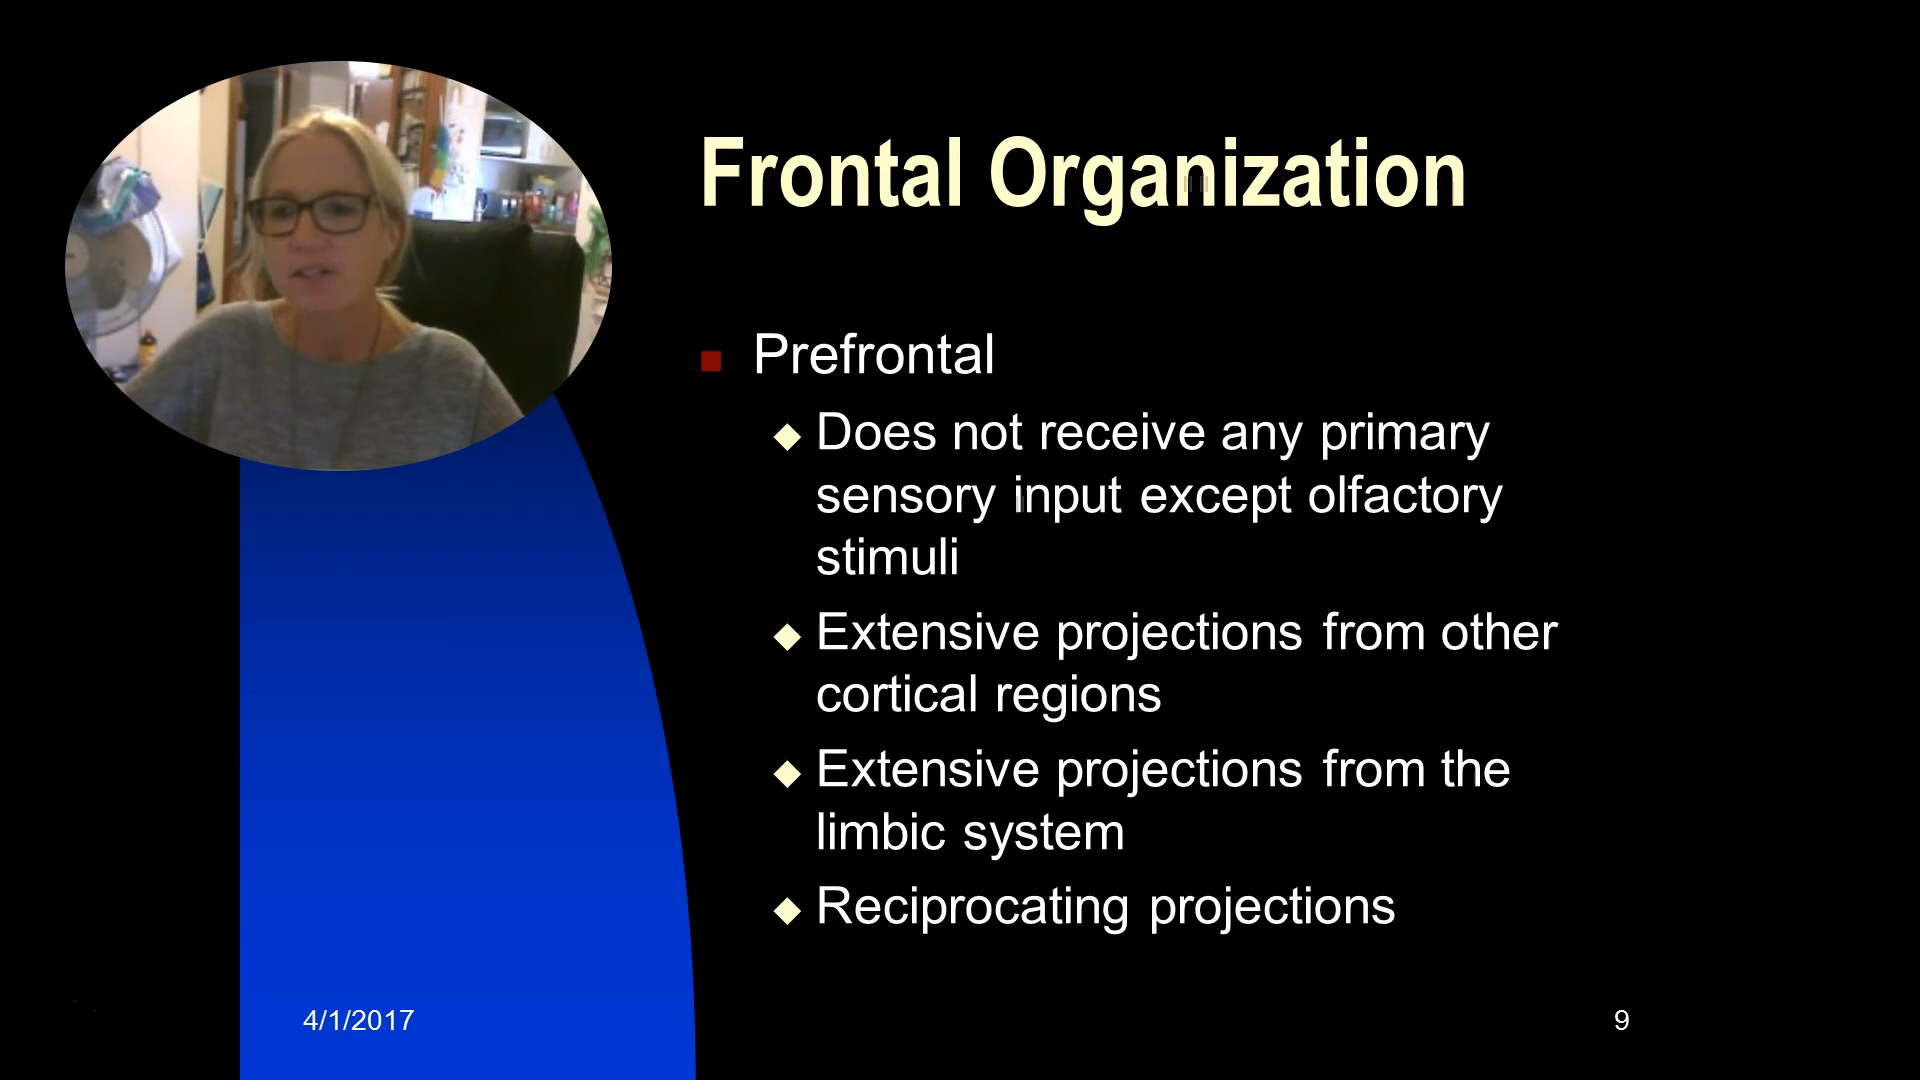 Frontal Organization
Prefrontal
Does not receive any primary
sensory input except olfactory
stimuli
Extensive projections from other
cortical regions
Extensive projections from the
limbic system
Reciprocating projections
4/1/2017
9